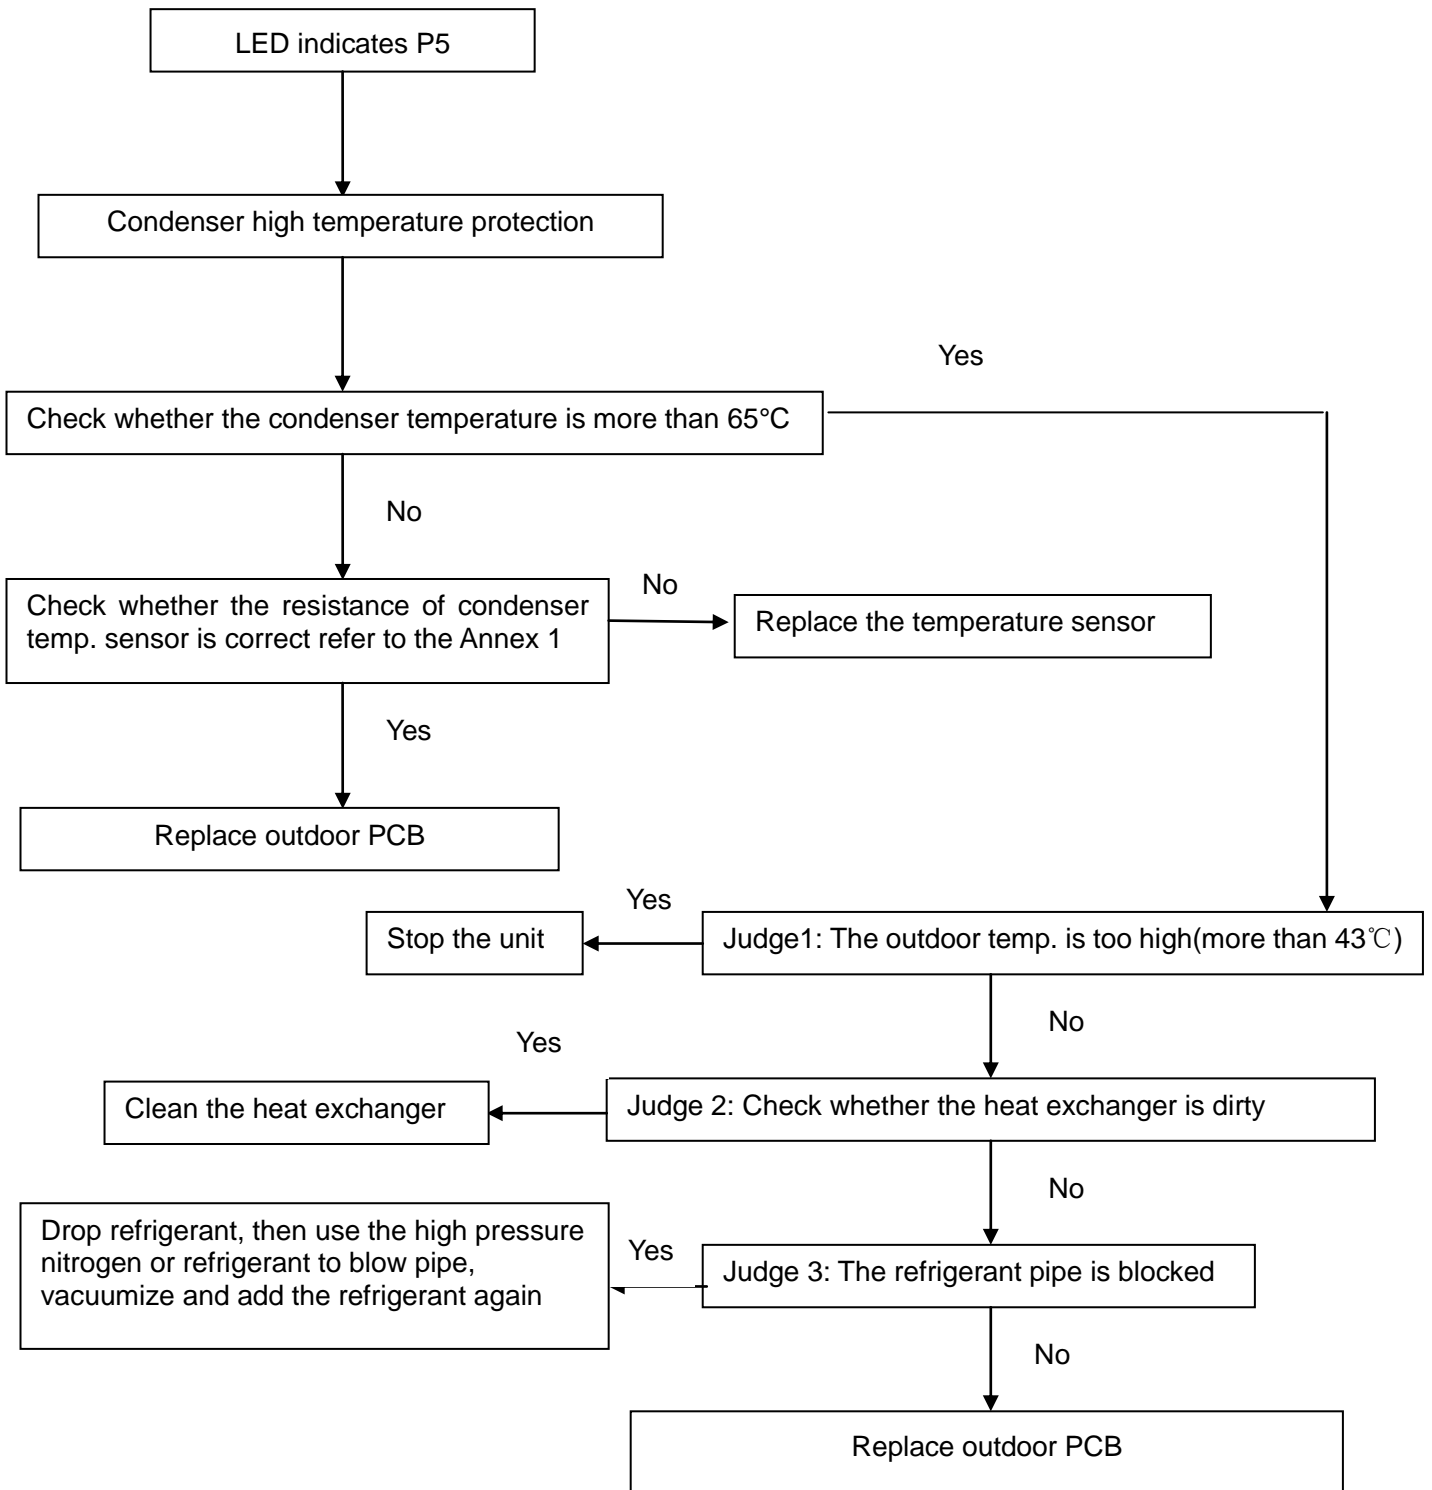 LED indicates P5
Condenser high temperature protection
Yes
Check whether the condenser temperature is more than 65°C
No
Check whether the resistance of condenser
temp. sensor is correct refer to the Annex 1
No
Replace the temperature sensor
Yes
Replace outdoor PCB
Yes
Stop the unit
Judge1: The outdoor temp. is too high(more than 43℃)
No
Yes
Clean the heat exchanger
Judge 2: Check whether the heat exchanger is dirty
No
Drop refrigerant, then use the high pressure
nitrogen or refrigerant to blow pipe,
vacuumize and add the refrigerant again
Yes
Judge 3: The refrigerant pipe is blocked
No
Replace outdoor PCB